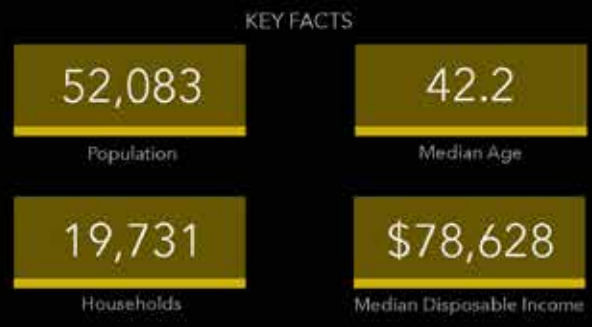 KEY FACTS
52,083
42.2
Population
Median Age
19,731
$78,628
Households
Median Disposable Income